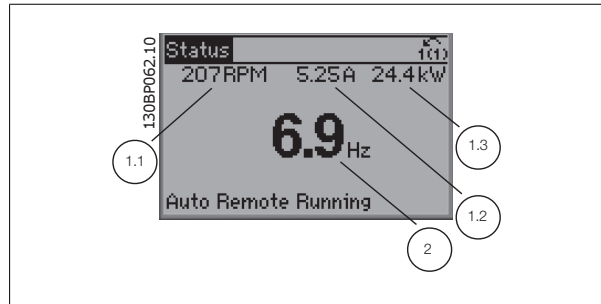 130BP062.10
Status 1(1)
207RPM 5.25A 24.4kW
6.9Hz
Auto Remote Running
1.1
1.3
1.2
2